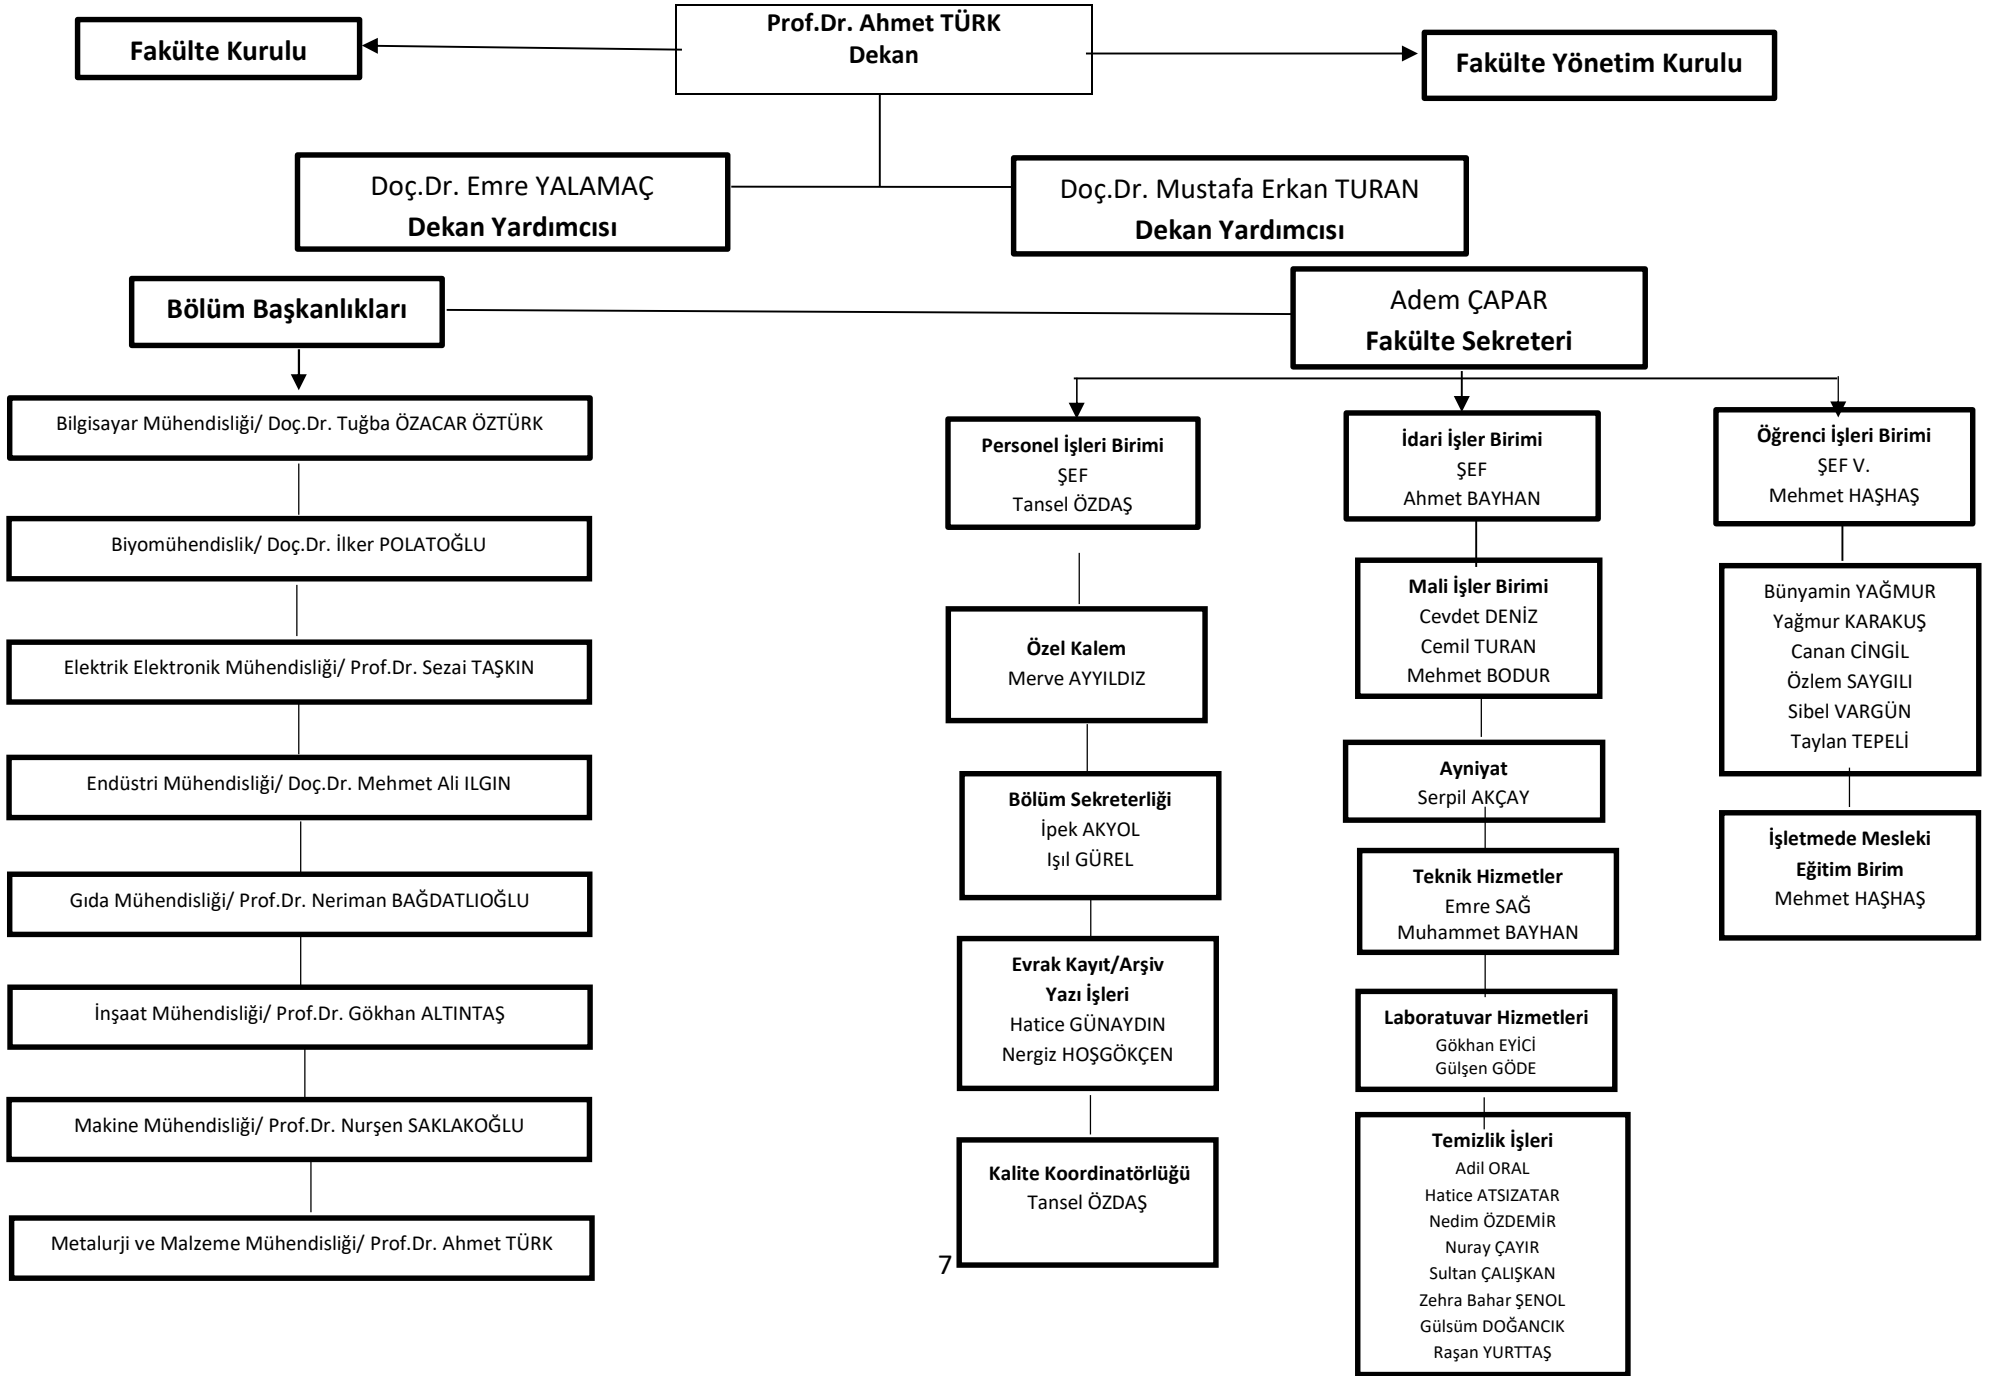 Prof.Dr. Ahmet TÜRK
Dekan
Fakülte Kurulu
Fakülte Yönetim Kurulu
Doç.Dr. Emre YALAMAÇ
Dekan Yardımcısı
Doç.Dr. Mustafa Erkan TURAN
Dekan Yardımcısı
Bölüm Başkanlıkları
Adem ÇAPAR
Fakülte Sekreteri
Bilgisayar Mühendisliği/ Doç.Dr. Tuğba ÖZACAR ÖZTÜRK
Biyomühendislik/ Doç.Dr. İlker POLATOĞLU
Elektrik Elektronik Mühendisliği/ Prof.Dr. Sezai TAŞKIN
Endüstri Mühendisliği/ Doç.Dr. Mehmet Ali ILGIN
Gıda Mühendisliği/ Prof.Dr. Neriman BAĞDATLIOĞLU
İnşaat Mühendisliği/ Prof.Dr. Gökhan ALTINTAŞ
Makine Mühendisliği/ Prof.Dr. Nurşen SAKLAKOĞLU
Metalurji ve Malzeme Mühendisliği/ Prof.Dr. Ahmet TÜRK
Personel İşleri Birimi
ŞEF
Tansel ÖZDAŞ
Özel Kalem
Merve AYYILDIZ
Bölüm Sekreterliği
İpek AKYOL
Işıl GÜREL
Evrak Kayıt/Arşiv
Yazı İşleri
Hatice GÜNAYDIN
Nergiz HOŞGÖKÇEN
Kalite Koordinatörlüğü
Tansel ÖZDAŞ
İdari İşler Birimi
ŞEF
Ahmet BAYHAN
Mali İşler Birimi
Cevdet DENİZ
Cemil TURAN
Mehmet BODUR
Ayniyat
Serpil AKÇAY
Teknik Hizmetler
Emre SAĞ
Muhammet BAYHAN
Laboratuvar Hizmetleri
Gökhan EYİCİ
Gülşen GÖDE
Temizlik İşleri
Adil ORAL
Hatice ATSIZATAR
Nedim ÖZDEMİR
Nuray ÇAYIR
Sultan ÇALIŞKAN
Zehra Bahar ŞENOL
Gülsüm DOĞANCIK
Raşan YURTTAŞ
Öğrenci İşleri Birimi
ŞEF V.
Mehmet HAŞHAŞ
Bünyamin YAĞMUR
Yağmur KARAKUŞ
Canan CİNGİL
Özlem SAYGILI
Sibel VARGÜN
Taylan TEPELİ
İşletmede Mesleki
Eğitim Birim
Mehmet HAŞHAŞ
7